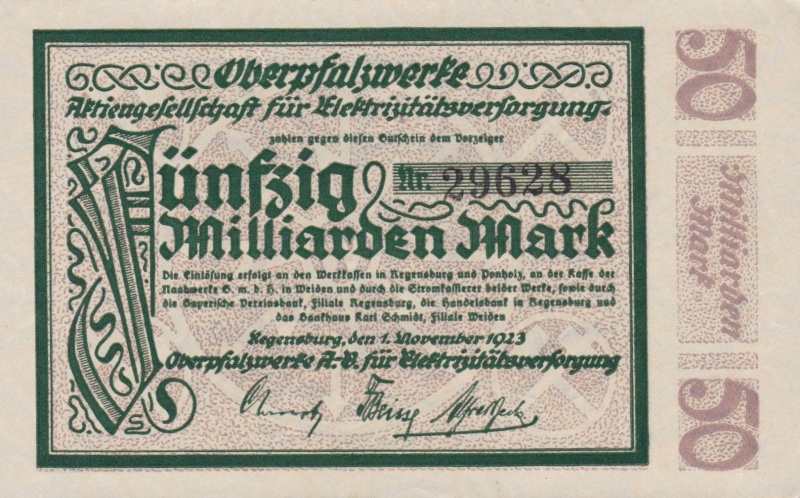 Oberpfalzwerke
Aktiengesellschaft für Elektrizitätsversorgung.
zahlen gegen diesen Gutschein dem Vorzeiger
Fünfzig
Nr. 29628
Milliarden Mark
Die Einlösung erfolgt an den Werkkassen in Regensburg und Ponholz, an der Kasse der
Naabwerke G. m. b. H. in Weiden und durch die Stromkassierer beider Werke, sowie durch
die Bayerische Vereinsbank, Filiale Regensburg, die Handelsbank in Regensburg und
das Bankhaus Karl Schmidt, Filiale Weiden
Regensburg, den 1. November 1923
Oberpfalzwerke A.-G. für Elektrizitätsversorgung
50
Milliarden
Mark
50